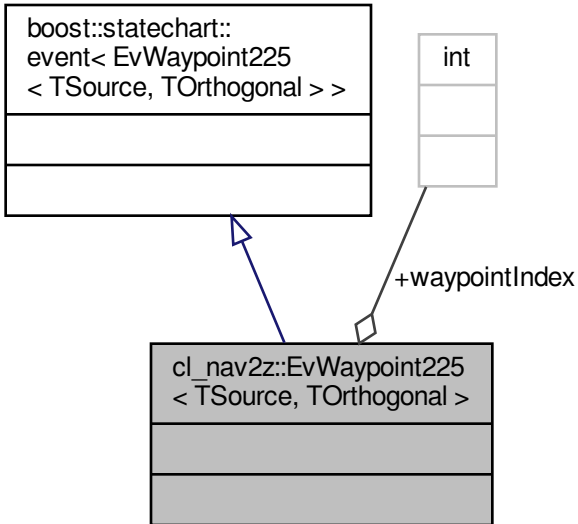 boost::statechart::
event< EvWaypoint225
< TSource, TOrthogonal > >
int
+waypointIndex
cl_nav2z::EvWaypoint225
< TSource, TOrthogonal >